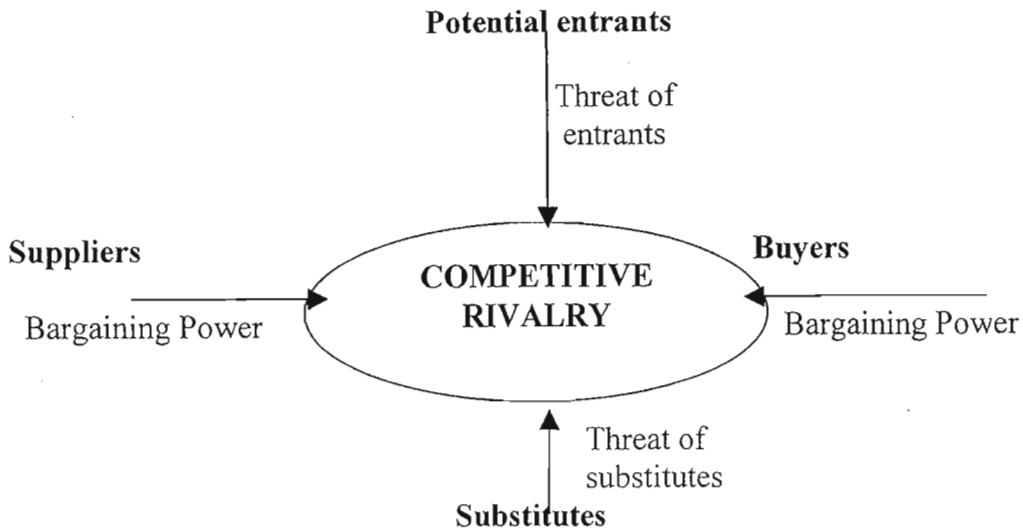 Potential entrants
Threat of
entrants
Suppliers
Buyers
COMPETITIVE
RIVALRY
Bargaining Power
Bargaining Power
Threat of
substitutes
Substitutes